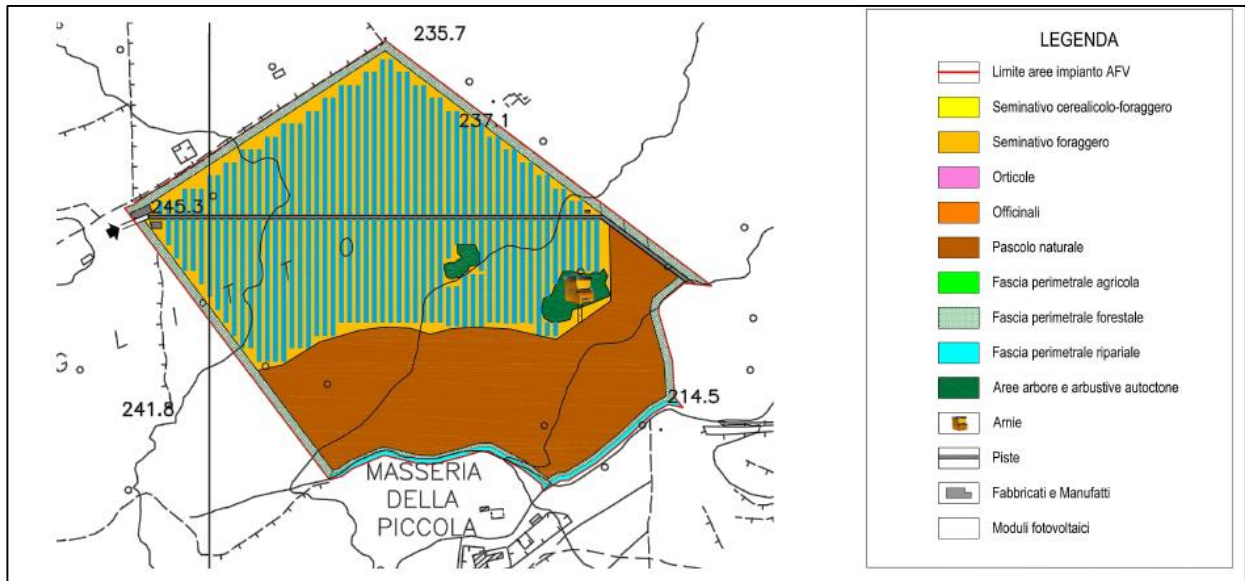 235.7
237.1
245.3
G L I T T O
241.8
214.5
MASSERIA
DELLA
PICCOLA
LEGENDA
Limite aree impianto AFV
Seminativo cerealicolo-foraggero
Seminativo foraggero
Orticole
Officinali
Pascolo naturale
Fascia perimetrale agricola
Fascia perimetrale forestale
Fascia perimetrale ripariale
Aree arbore e arbustive autoctone
Arnie
Piste
Fabbricati e Manufatti
Moduli fotovoltaici